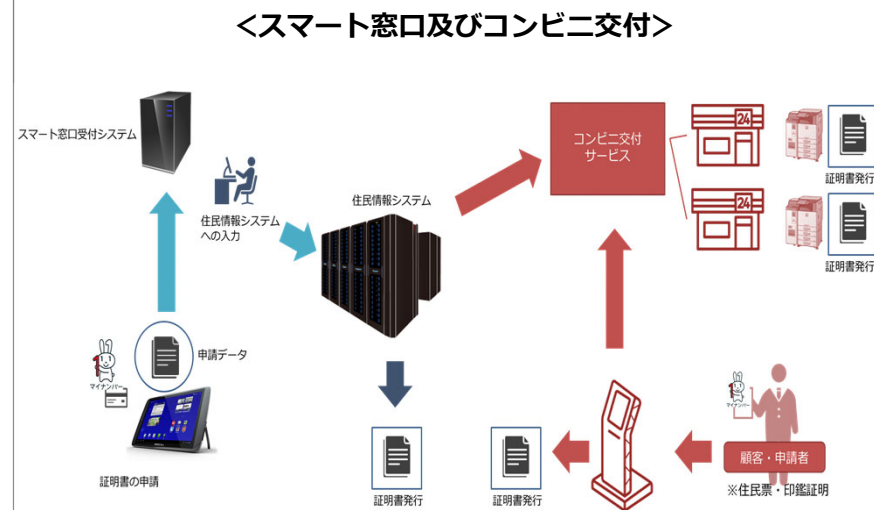 <スマート窓口及びコンビニ交付>
スマート窓口受付システム
住民情報システム
への入力
住民情報システム
コンビニ交付
サービス
24
証明書発行
24
証明書発行
申請データ
マイナンバー
証明書の申請
証明書発行
証明書発行
マイナンバー
顧客・申請者
※住民票・印鑑証明